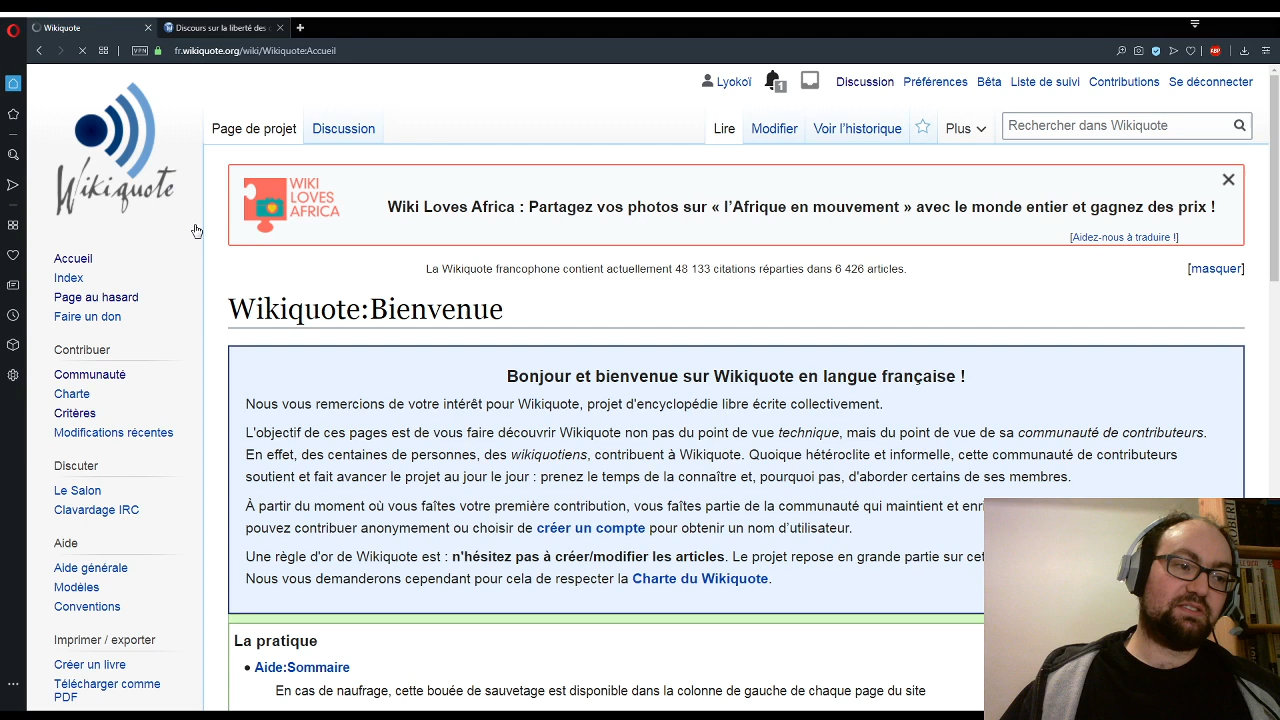 Wikiquote
Discours sur la liberté des
VPN
fr.wikiquote.org/wiki/Wikiquote:Accueil
ABP
Lyokoï
1
Discussion
Préférences
Bêta
Liste de suivi
Contributions
Se déconnecter
Wikiquote
Page de projet
Discussion
Lire
Modifier
Voir l’historique
Plus
Rechercher dans Wikiquote
WIKI
LOVES
AFRICA
Wiki Loves Africa : Partagez vos photos sur « l’Afrique en mouvement » avec le monde entier et gagnez des prix !
[Aidez-nous à traduire !]
La Wikiquote francophone contient actuellement 48 133 citations réparties dans 6 426 articles.
[masquer]
Accueil
Index
Page au hasard
Faire un don
Contribuer
Communauté
Charte
Critères
Modifications récentes
Discuter
Le Salon
Clavardage IRC
Aide
Aide générale
Modèles
Conventions
Imprimer / exporter
Créer un livre
Télécharger comme
PDF
Wikiquote:Bienvenue
Bonjour et bienvenue sur Wikiquote en langue française !
Nous vous remercions de votre intérêt pour Wikiquote, projet d'encyclopédie libre écrite collectivement.
L'objectif de ces pages est de vous faire découvrir Wikiquote non pas du point de vue technique, mais du point de vue de sa communauté de contributeurs.
En effet, des centaines de personnes, des wikiquotiens, contribuent à Wikiquote. Quoique hétéroclite et informelle, cette communauté de contributeurs
soutient et fait avancer le projet au jour le jour : prenez le temps de la connaître et, pourquoi pas, d'aborder certains de ses membres.
À partir du moment où vous faîtes votre première contribution, vous faîtes partie de la communauté qui maintient et enri
pouvez contribuer anonymement ou choisir de créer un compte pour obtenir un nom d’utilisateur.
Une règle d'or de Wikiquote est : n'hésitez pas à créer/modifier les articles. Le projet repose en grande partie sur cet
Nous vous demanderons cependant pour cela de respecter la Charte du Wikiquote.
La pratique
• Aide:Sommaire
En cas de naufrage, cette bouée de sauvetage est disponible dans la colonne de gauche de chaque page du site